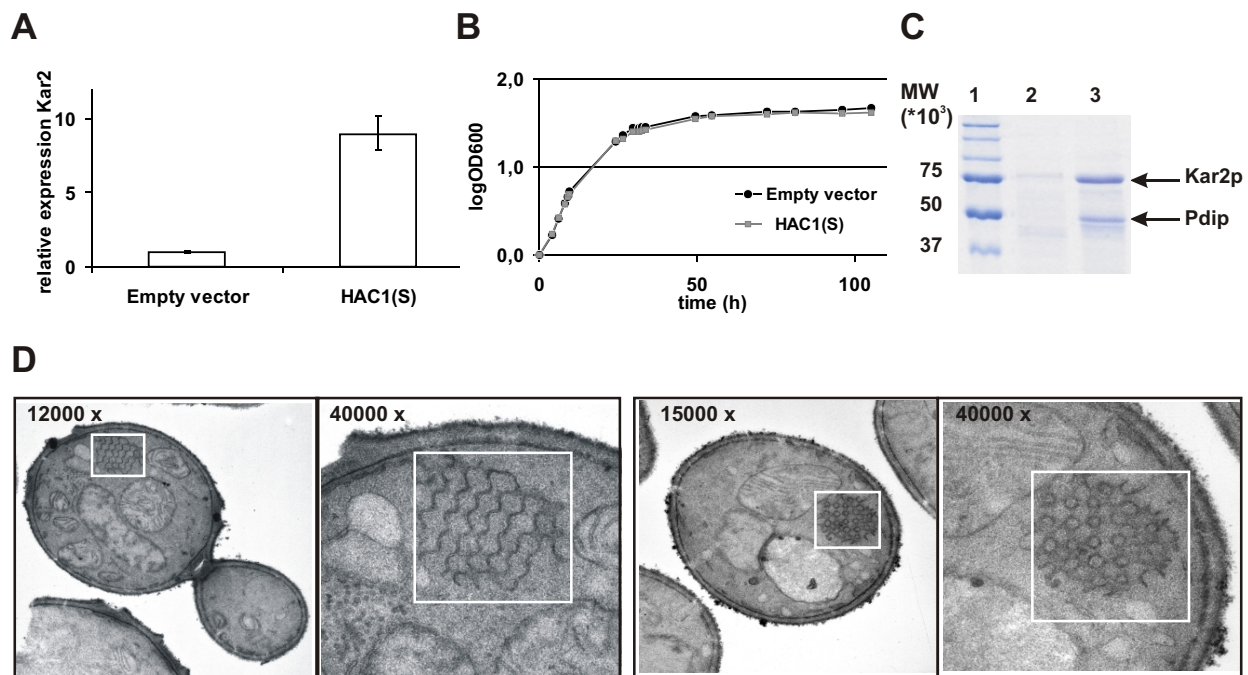 A
relative expression Kar2
10
5
0
Empty vector
HAC1(S)
B
logOD600
2,0
1,0
0,0
Empty vector
HAC1(S)
0
50
100
time (h)
C
MW
(*10³)
1
2
3
75
50
37
Kar2p
Pdip
D
12000 x
40000 x
15000 x
40000 x